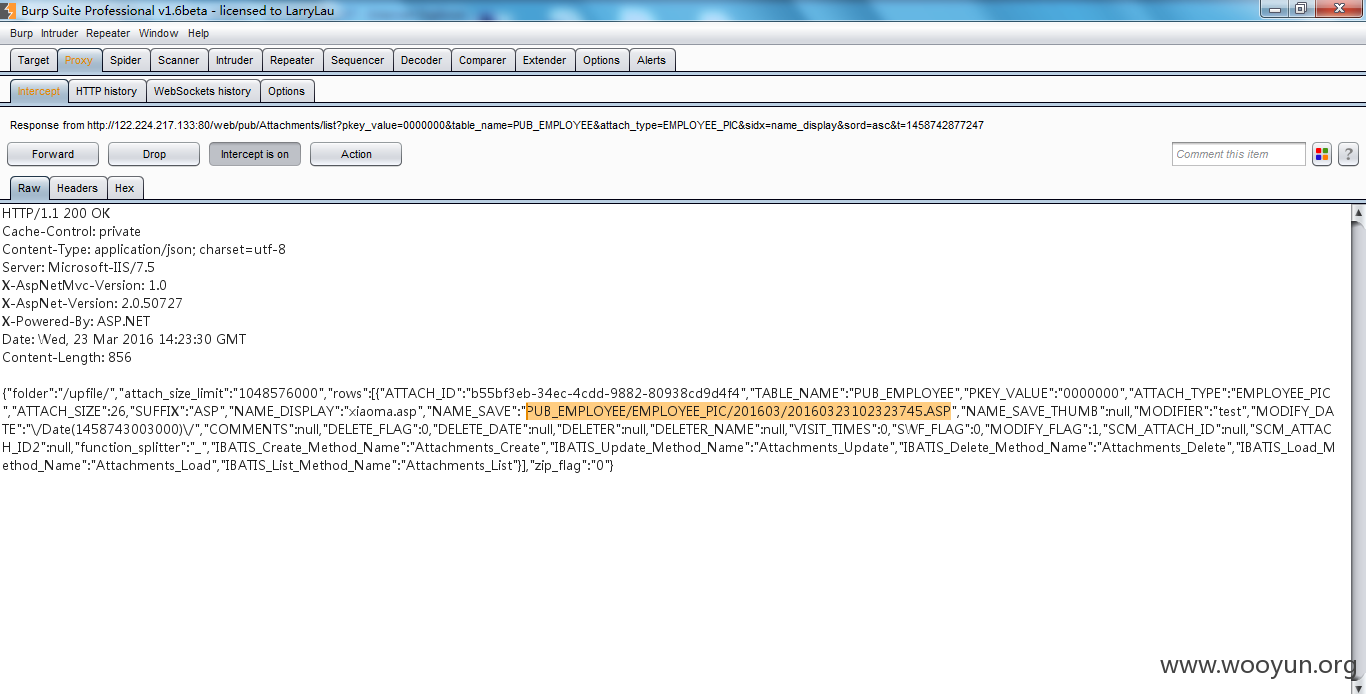 Burp Suite Professional v1.6beta - licensed to LarryLau
Burp Intruder Repeater Window Help
Target Proxy Spider Scanner Intruder Repeater Sequencer Decoder Comparer Extender Options Alerts
Intercept HTTP history WebSockets history Options
Response from http://122.224.217.133:80/web/pub/Attachments/list?pkey_value=0000000&table_name=PUB_EMPLOYEE&attach_type=EMPLOYEE_PIC&sidx=name_display&sord=asc&t=1458742877247
Forward Drop Intercept is on Action Comment this item ?
Raw Headers Hex
HTTP/1.1 200 OK
Cache-Control: private
Content-Type: application/json; charset=utf-8
Server: Microsoft-IIS/7.5
X-AspNetMvc-Version: 1.0
X-AspNet-Version: 2.0.50727
X-Powered-By: ASP.NET
Date: Wed, 23 Mar 2016 14:23:30 GMT
Content-Length: 856
{"folder":"/upfile/","attach_size_limit":"1048576000","rows":[{"ATTACH_ID":"b55bf3eb-34ec-4cdd-9882-80938cd9d4f4","TABLE_NAME":"PUB_EMPLOYEE","PKEY_VALUE":"0000000","ATTACH_TYPE":"EMPLOYEE_PIC
","ATTACH_SIZE":26,"SUFFIX":"ASP","NAME_DISPLAY":"xiaoma.asp","NAME_SAVE":"PUB_EMPLOYEE/EMPLOYEE_PIC/201603/20160323102323745.ASP","NAME_SAVE_THUMB":null,"MODIFIER":"test","MODIFY_DA
TE":"\/Date(1458743003000)\/","COMMENTS":null,"DELETE_FLAG":0,"DELETE_DATE":null,"DELETER":null,"DELETER_NAME":null,"VISIT_TIMES":0,"SWF_FLAG":0,"MODIFY_FLAG":1,"SCM_ATTACH_ID":null,"SCM_ATTAC
H_ID2":null,"function_splitter":"_","IBATIS_Create_Method_Name":"Attachments_Create","IBATIS_Update_Method_Name":"Attachments_Update","IBATIS_Delete_Method_Name":"Attachments_Delete","IBATIS_Load_M
ethod_Name":"Attachments_Load","IBATIS_List_Method_Name":"Attachments_List"}],"zip_flag":"0"}
www.wooyun.org